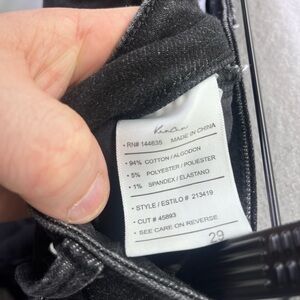 • RN# 144635 MADE IN CHINA
• 94% COTTON / ALGODON
• 5% POLYESTER / POLIESTER
• 1% SPANDEX / ELASTANO
• STYLE / ESTILO # 213419
• CUT # 45893
• SEE CARE ON REVERSE
29